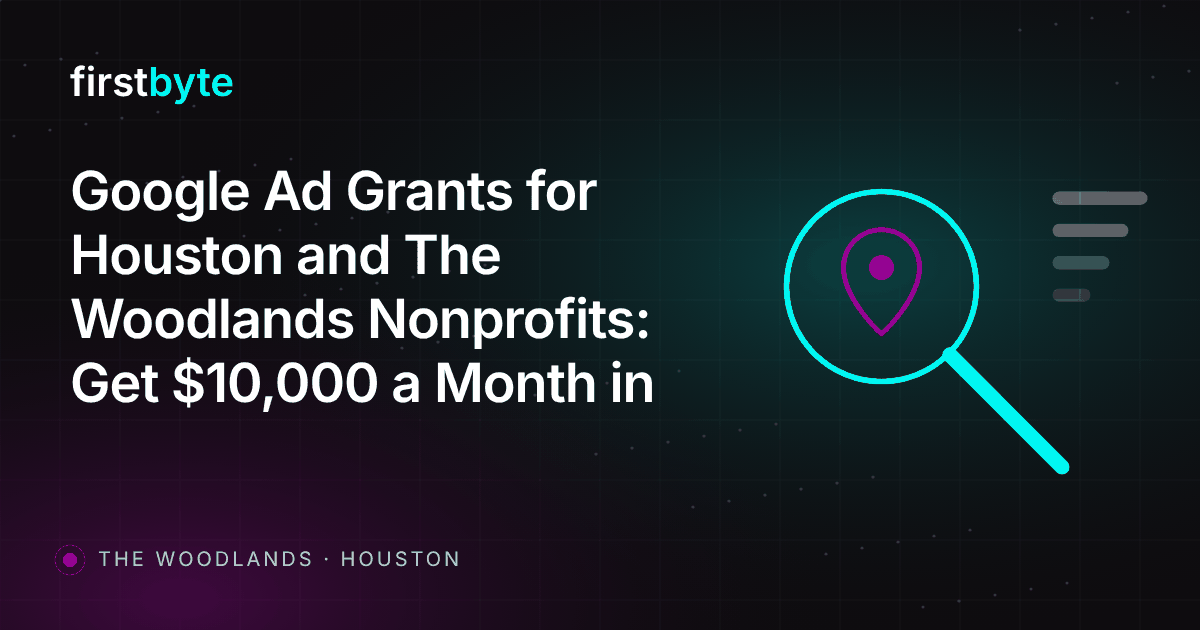 firstbyte
Google Ad Grants for
Houston and The
Woodlands Nonprofits:
Get $10,000 a Month in
THE WOODLANDS · HOUSTON